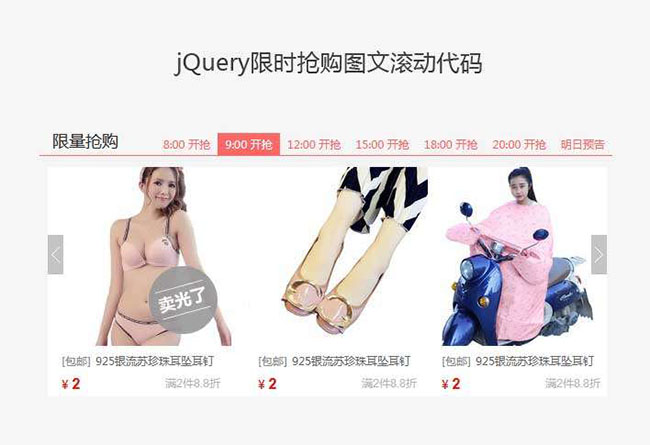 jQuery限时抢购图文滚动代码
限量抢购 8:00 开抢 9:00 开抢 12:00 开抢 15:00 开抢 18:00 开抢 20:00 开抢 明日预告
卖光了
[包邮] 925银流苏珍珠耳坠耳钉 [包邮] 925银流苏珍珠耳坠耳钉 [包邮] 925银流苏珍珠耳坠耳钉
¥ 2 满2件8.8折 ¥ 2 满2件8.8折 ¥ 2 满2件8.8折